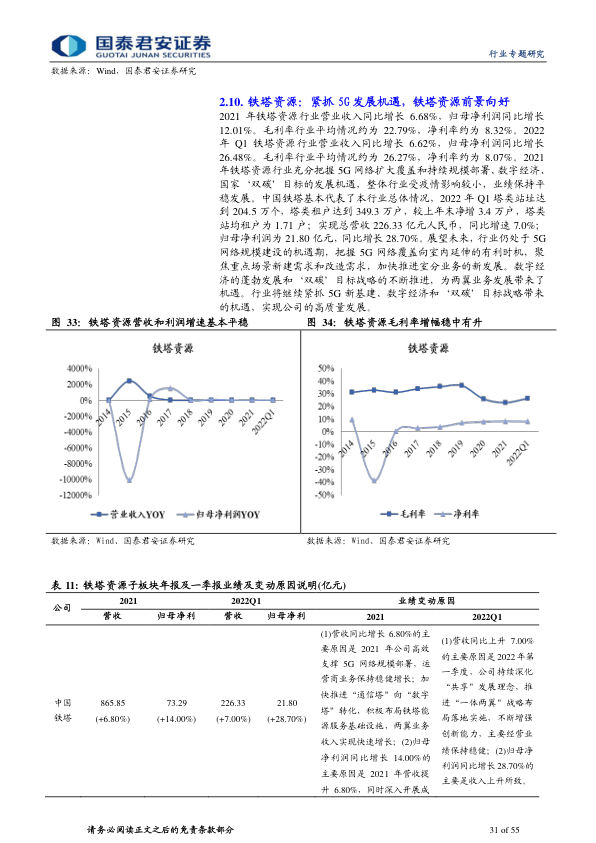 国泰君安证券
GUOTAI JUNAN SECURITIES
行业专题研究
数据来源：Wind，国泰君安证券研究
2.10. 铁塔资源：紧抓 5G 发展机遇，铁塔资源前景向好
2021 年铁塔资源行业营业收入同比增长 6.68%，归母净利润同比增长
12.01%。毛利率行业平均情况约为 22.79%，净利率约为 8.32%。2022
年 Q1 铁塔资源行业营业收入同比增长 6.62%，归母净利润同比增长
26.48%。毛利率行业平均情况约为 26.27%，净利率约为 8.07%。2021
年铁塔资源行业充分把握 5G 网络扩大覆盖和持续规模部署、数字经济、
国家‘双碳’目标的发展机遇，整体行业受疫情影响较小，业绩保持平
稳发展。中国铁塔基本代表了本行业总体情况，2022 年 Q1 塔类站址达
到 204.5 万个，塔类租户达到 349.3 万户，较上年末净增 3.4 万户，塔类
站均租户为 1.71 户；实现总营收 226.33 亿元人民币，同比增速 7.0%；
归母净利润为 21.80 亿元，同比增长 28.70%。展望未来，行业仍处于 5G
网络规模建设的机遇期，把握 5G 网络覆盖向室内延伸的有利时机，聚
焦重点场景新建需求和改造需求，加快推进室分业务的新发展。数字经
济的蓬勃发展和‘双碳’目标战略的不断推进，为两翼业务发展带来了
机遇。行业将继续紧抓 5G 新基建、数字经济和‘双碳’目标战略带来
的机遇，实现公司的高质量发展。
图 33：铁塔资源营收和利润增速基本平稳
图 34：铁塔资源毛利率增幅稳中有升
铁塔资源
4000%
2000%
0%
-2000%
-4000%
-6000%
-8000%
-10000%
-12000%
2014
2015
2016
2017
2018
2019
2020
2021
2022Q1
营业收入YOY
归母净利润YOY
铁塔资源
50%
40%
30%
20%
10%
0%
-10%
-20%
-30%
-40%
-50%
2014
2015
2016
2017
2018
2019
2020
2021
2022Q1
毛利率
净利率
数据来源：Wind，国泰君安证券研究
数据来源：Wind，国泰君安证券研究
表 11：铁塔资源子板块年报及一季报业绩及变动原因说明(亿元)
公司
2021
2022Q1
业绩变动原因
营收
归母净利
营收
归母净利
2021
2022Q1
中国
铁塔
865.85
(+6.80%)
73.29
(+14.00%)
226.33
(+7.00%)
21.80
(+28.70%)
(1)营收同比增长 6.80%的主
要原因是 2021 年公司高效
支撑 5G 网络规模部署，运
营商业务保持稳健增长；加
快推进“通信塔”向“数字
塔”转化，积极布局铁塔能
源服务基础设施，两翼业务
收入实现快速增长；(2)归母
净利润同比增长 14.00%的
主要原因是 2021 年营收提
升 6.80%，同时深入开展成
(1)营收同比上升 7.00%
的主要原因是 2022 年第
一季度，公司持续深化
“共享”发展理念，推
进“一体两翼”战略布
局落地实施，不断增强
创新能力，主要经营业
绩保持稳健；(2)归母净
利润同比增长 28.70%的
主要是收入上升所致。
请务必阅读正文之后的免责条款部分
31 of 55